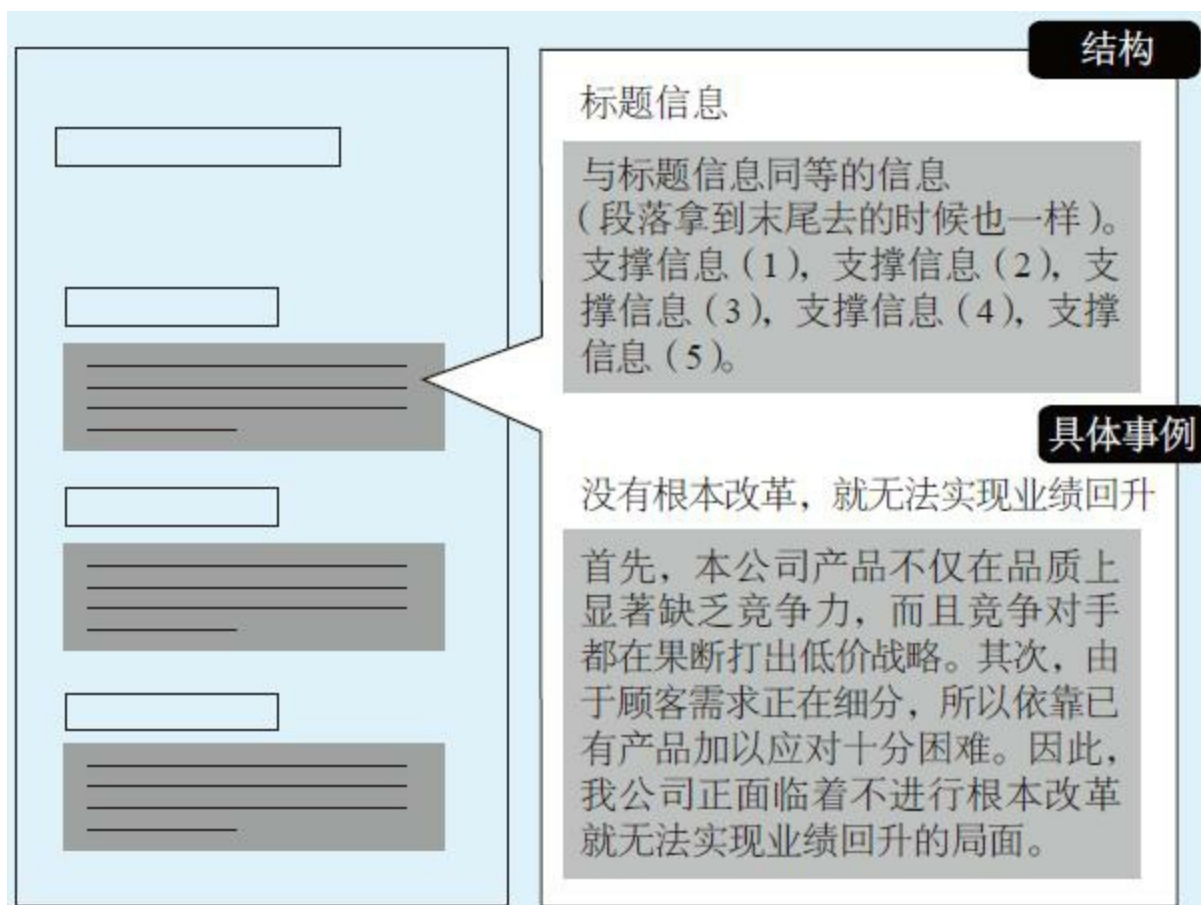 结构
标题信息
与标题信息同等的信息
（段落拿到末尾去的时候也一样）。
支撑信息（1），支撑信息（2），支
撑信息（3），支撑信息（4），支撑
信息（5）。
具体事例
没有根本改革，就无法实现业绩回升
首先，本公司产品不仅在品质上
显著缺乏竞争力，而且竞争对手
都在果断打出低价战略。其次，由
于顾客需求正在细分，所以依靠已
有产品加以应对十分困难。因此，
我公司正面临着不进行根本改革
就无法实现业绩回升的局面。